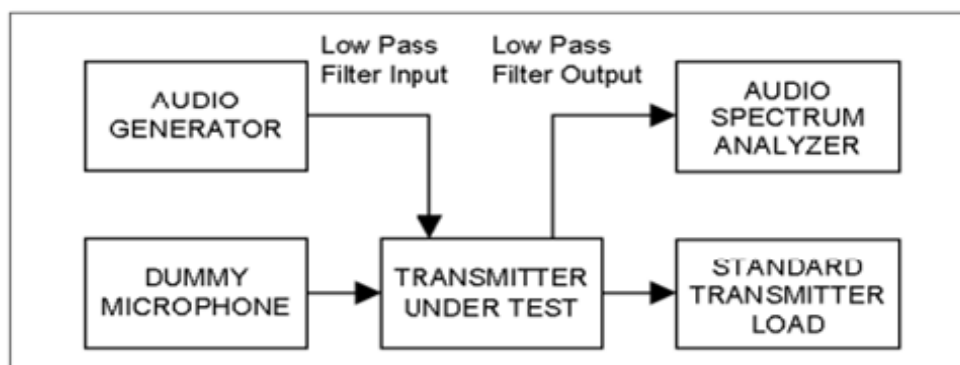 Low Pass
Filter Input
Low Pass
Filter Output
AUDIO
GENERATOR
AUDIO
SPECTRUM
ANALYZER
DUMMY
MICROPHONE
TRANSMITTER
UNDER TEST
STANDARD
TRANSMITTER
LOAD